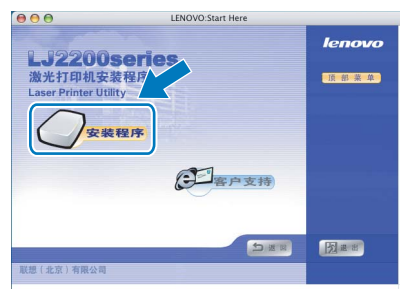 LENOVO:Start Here
lenovo
LJ2200series
激光打印机安装程序
Laser Printer Utility
顶部菜单
安装程序
客户支持
返回
退出
联想（北京）有限公司